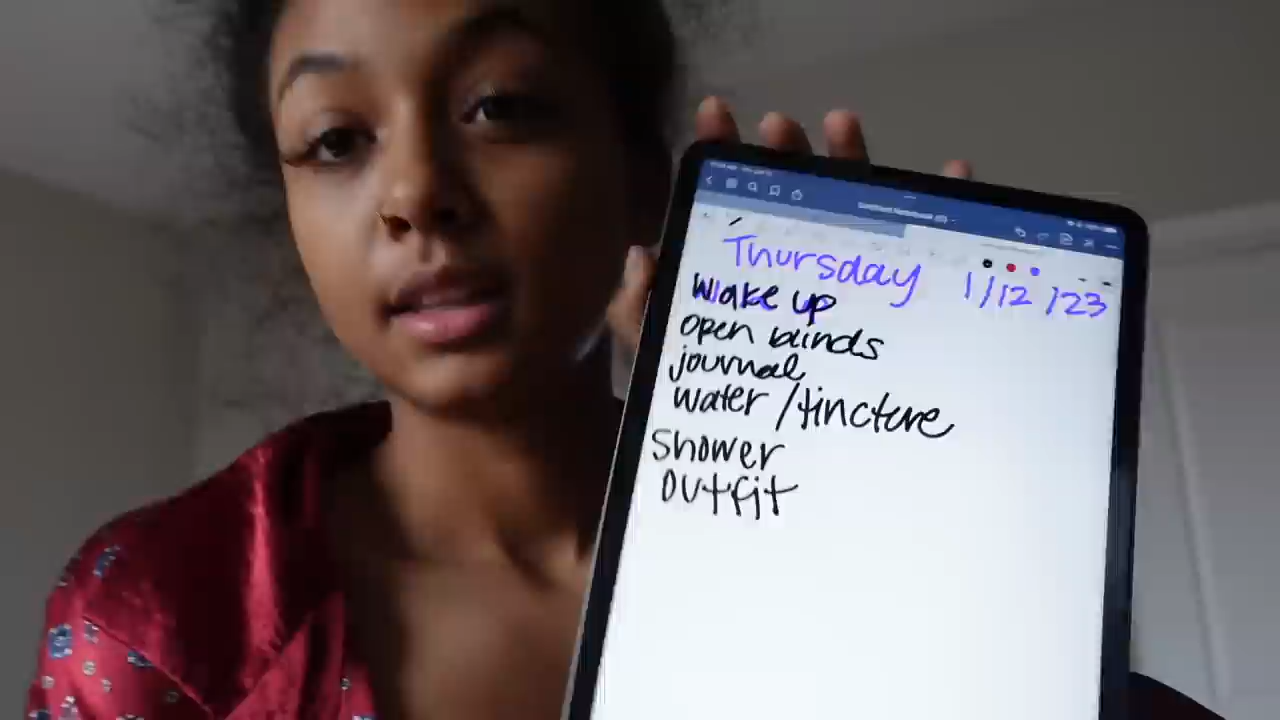 Thursday 1/12/23
wake up
open blinds
journal
water/tincture
shower
outfit